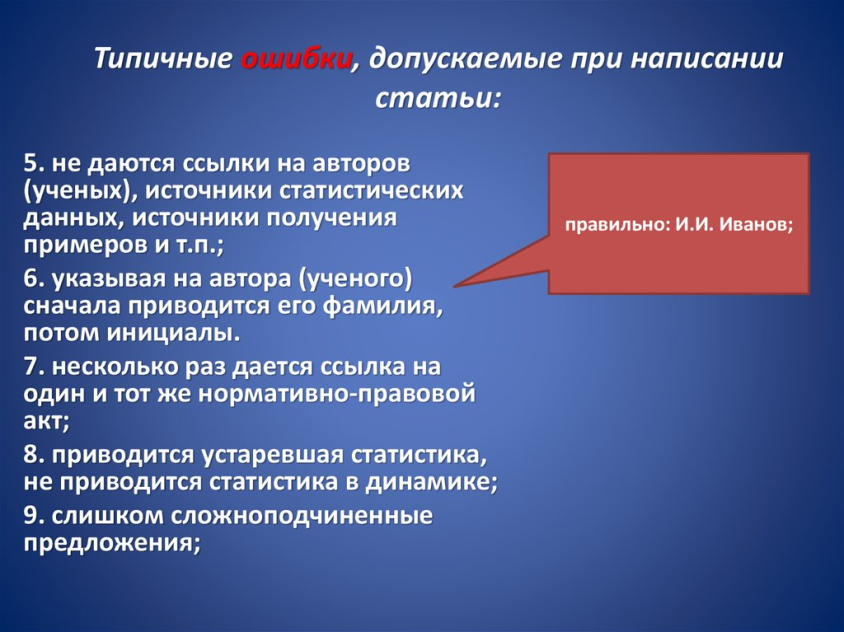 Типичные ошибки, допускаемые при написании
статьи:
5. не даются ссылки на авторов
(ученых), источники статистических
данных, источники получения
примеров и т.п.;
6. указывая на автора (ученого)
сначала приводится его фамилия,
потом инициалы.
7. несколько раз дается ссылка на
один и тот же нормативно-правовой
акт;
8. приводится устаревшая статистика,
не приводится статистика в динамике;
9. слишком сложноподчиненные
предложения;
правильно: И.И. Иванов;